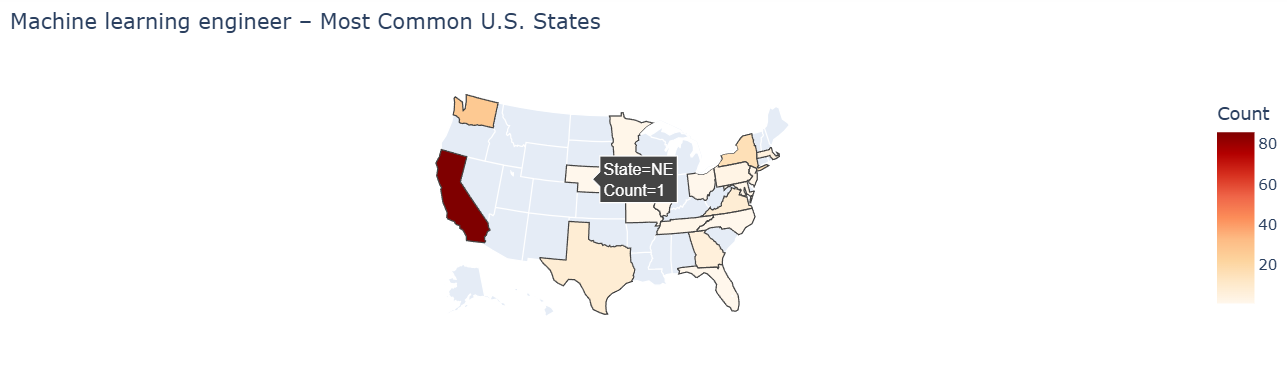 Machine learning engineer – Most Common U.S. States
Count
80
State=NE
Count=1
60
40
20